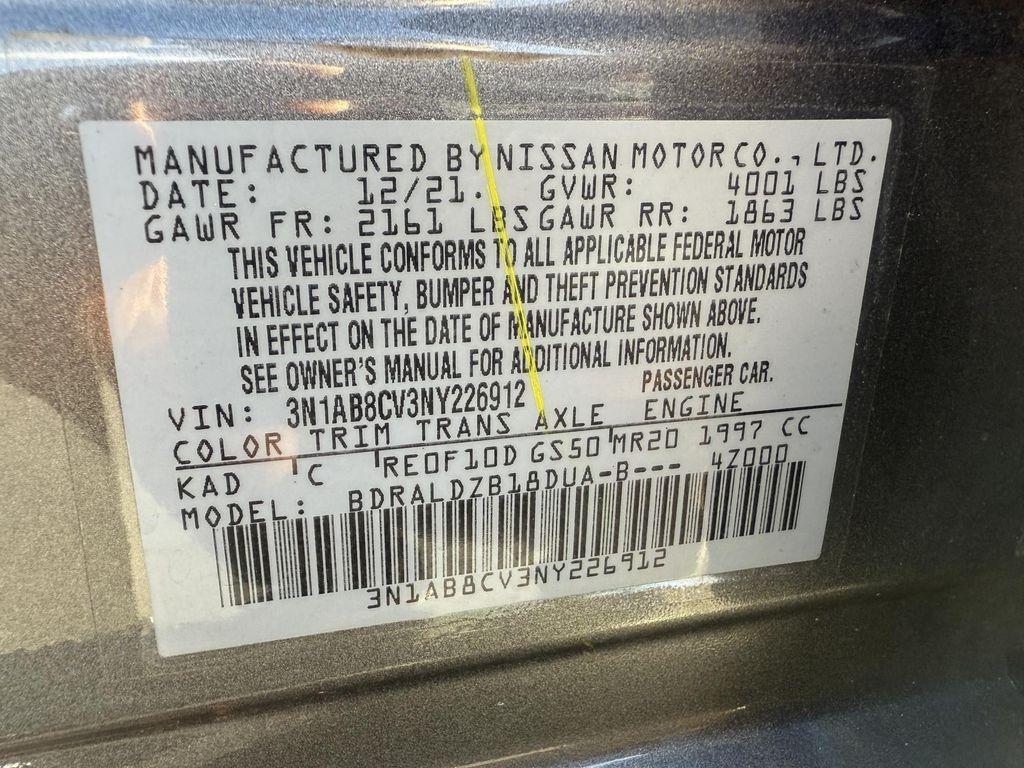 MANUFACTURED BY NISSAN MOTOR CO., LTD.
DATE: 12/21. GVWR: 4001 LBS
GAWR FR: 2161 LBS GAWR RR: 1863 LBS
THIS VEHICLE CONFORMS TO ALL APPLICABLE FEDERAL MOTOR
VEHICLE SAFETY, BUMPER AND THEFT PREVENTION STANDARDS
IN EFFECT ON THE DATE OF MANUFACTURE SHOWN ABOVE.
SEE OWNER'S MANUAL FOR ADDITIONAL INFORMATION.
VIN: 3N1AB8CV3NY226912 PASSENGER CAR.
COLOR TRIM TRANS AXLE ENGINE
KAD C RE0F10D GS50 MR20 1997 CC
MODEL: BDRALDZB18DUA-B--- 4Z000
3N1AB8CV3NY226912